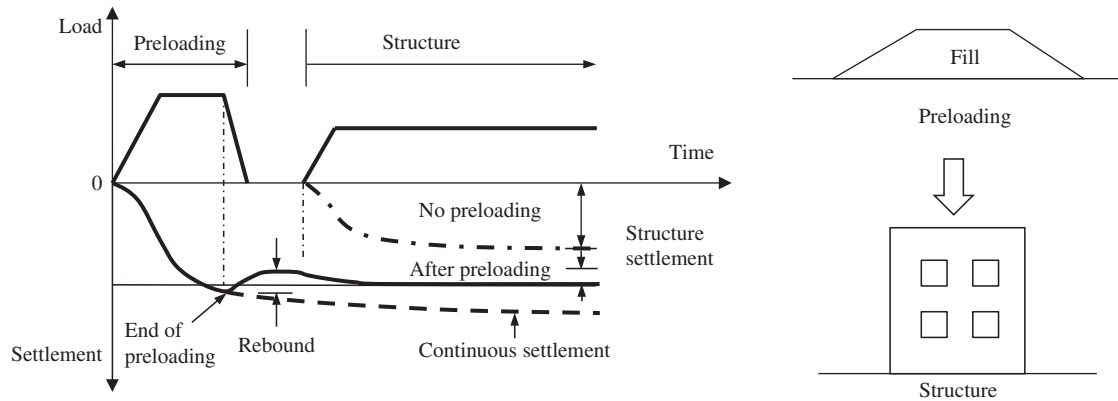 Load
Preloading
Structure
Fill
Preloading
Time
0
No preloading
Structure
settlement
After preloading
End of
preloading
Rebound
Continuous settlement
Settlement
Structure